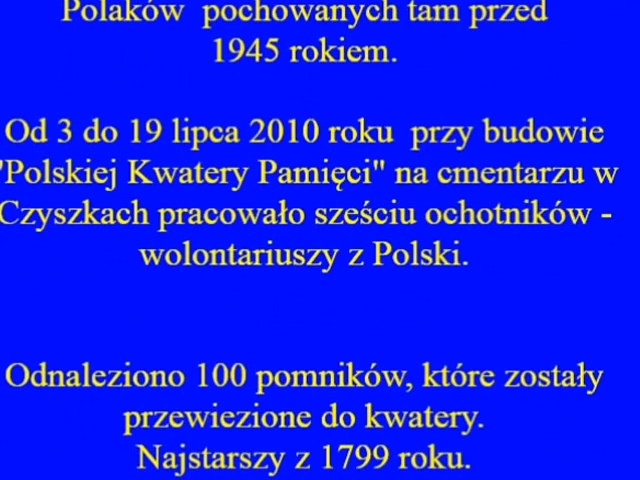 Polaków pochowanych tam przed
1945 rokiem.
Od 3 do 19 lipca 2010 roku przy budowie
"Polskiej Kwatery Pamięci" na cmentarzu w
Czyszkach pracowało sześciu ochotników -
wolontariuszy z Polski.
Odnaleziono 100 pomników, które zostały
przewiezione do kwatery.
Najstarszy z 1799 roku.